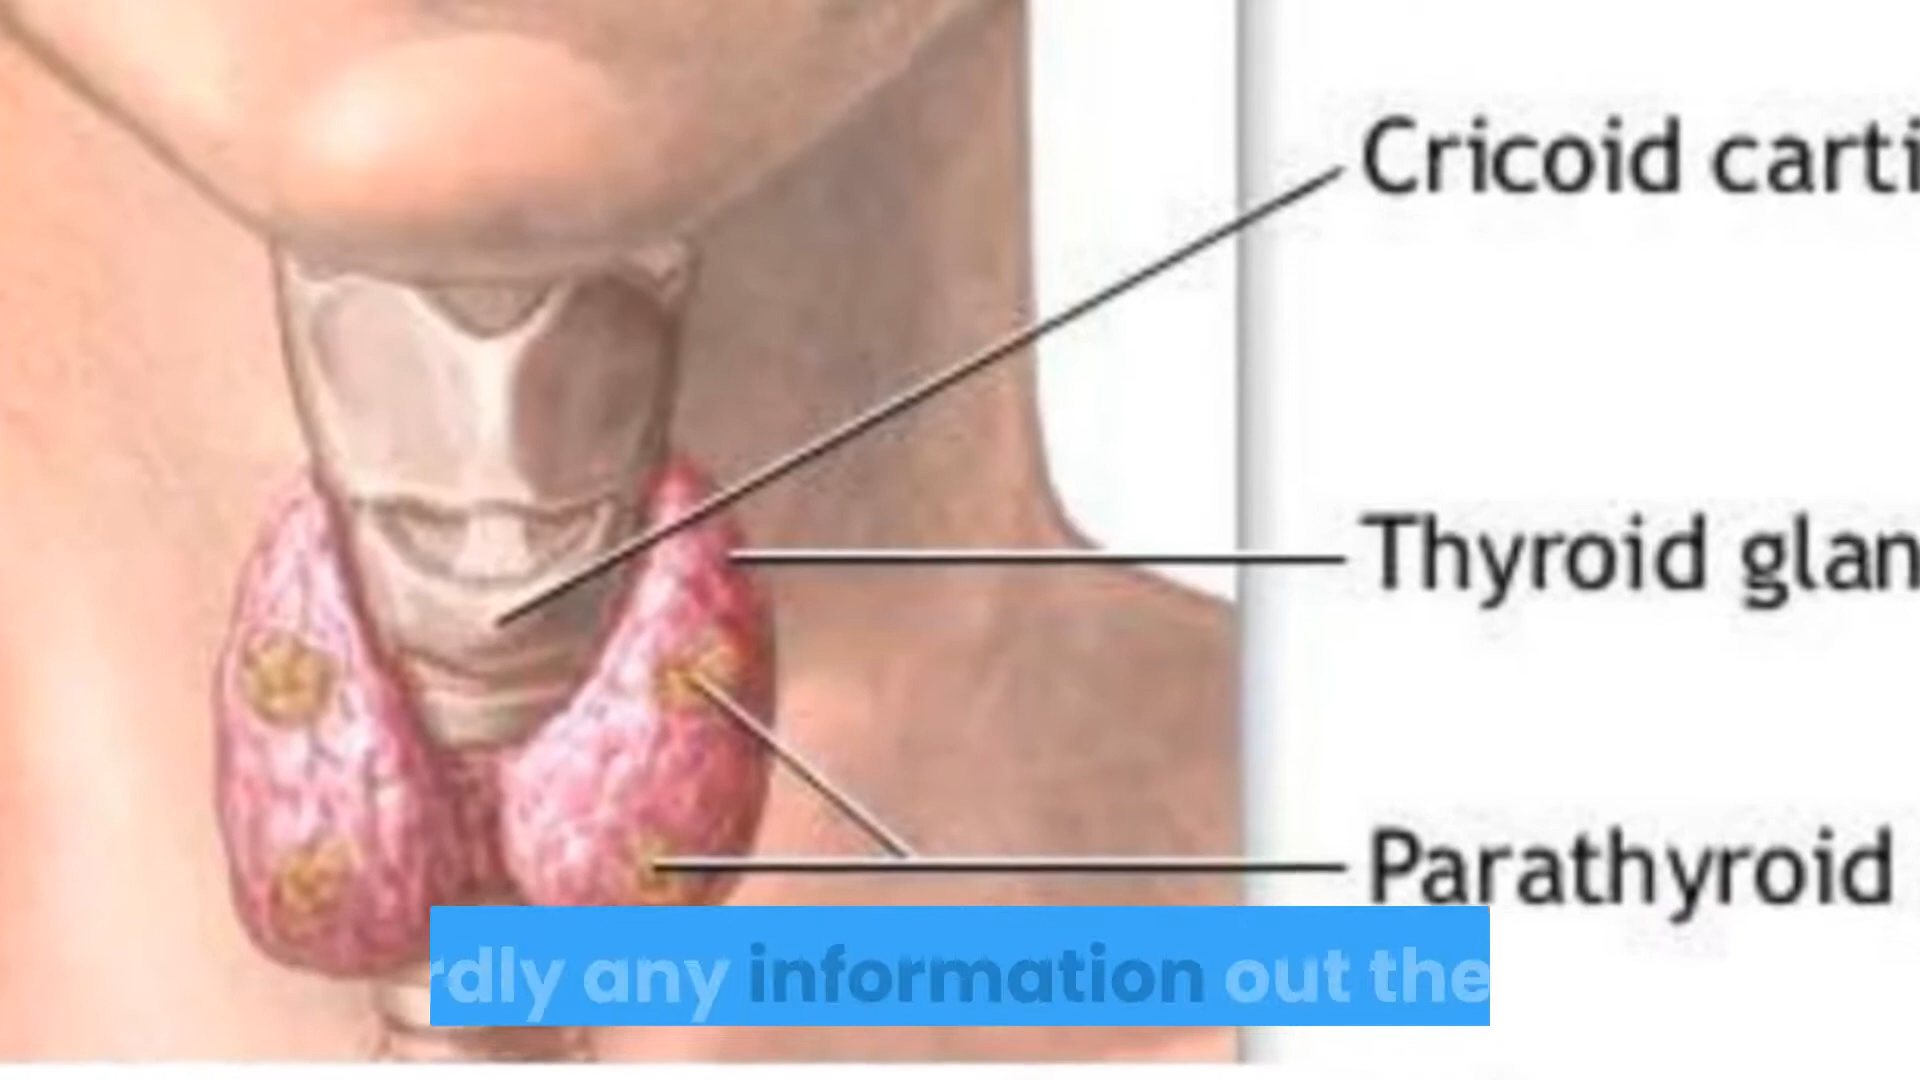 Cricoid carti
Thyroid glan
Parathyroid
rdly any information out the